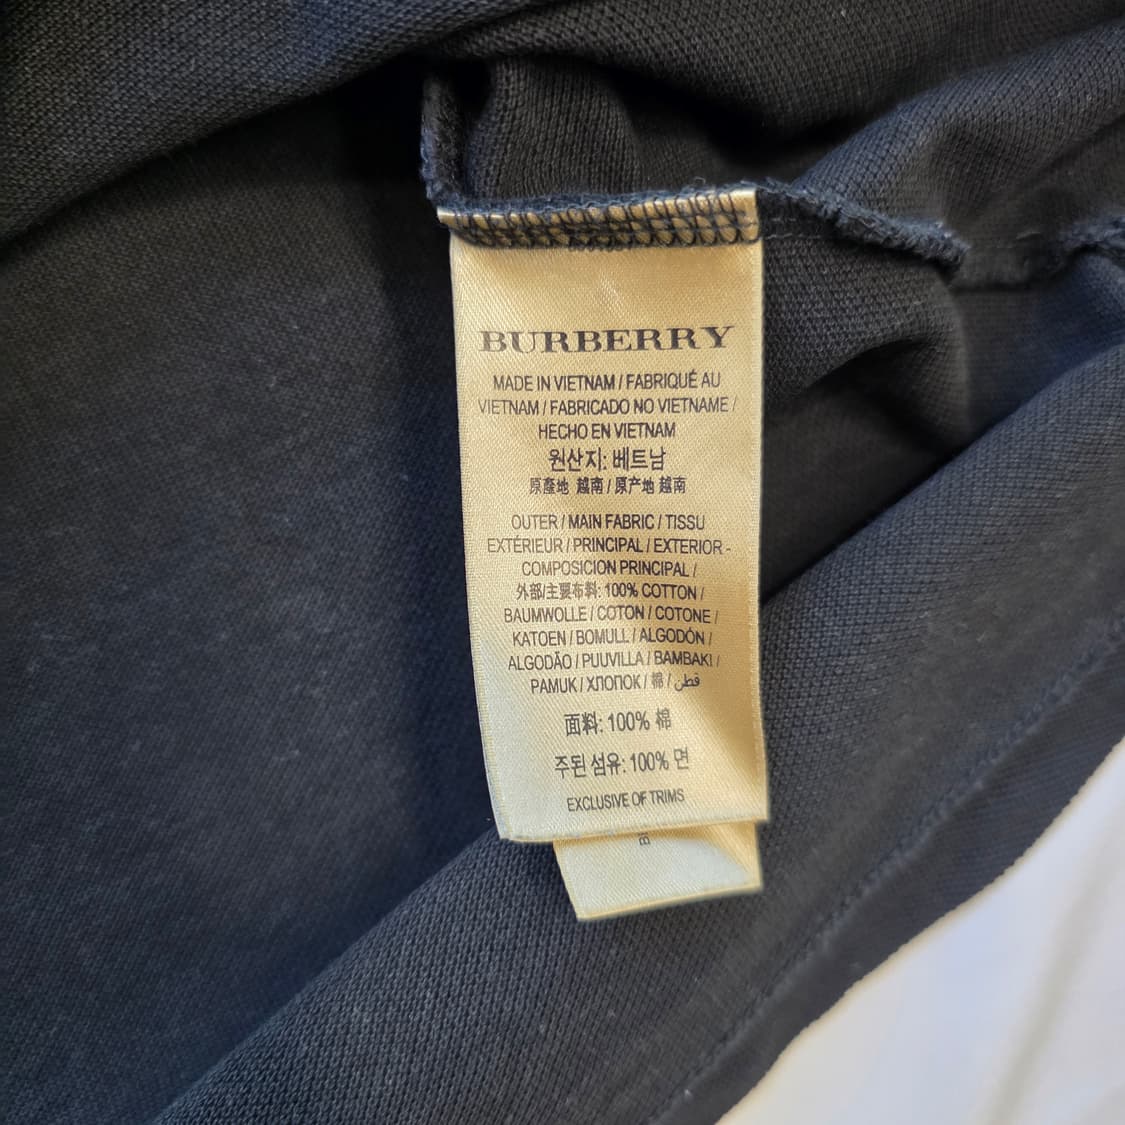 BURBERRY
MADE IN VIETNAM / FABRIQUÉ AU
VIETNAM / FABRICADO NO VIETNAME /
HECHO EN VIETNAM
원산지: 베트남
原產地 越南 / 原产地 越南
OUTER / MAIN FABRIC / TISSU
EXTÉRIEUR / PRINCIPAL / EXTERIOR -
COMPOSICION PRINCIPAL /
外部/主要布料: 100% COTTON /
BAUMWOLLE / COTON / COTONE /
KATOEN / BOMULL / ALGODÓN /
ALGODÃO / PUUVILLA / BAMBAKI /
PAMUK / ХЛОПОК / 棉 / قطن
面料: 100% 棉
주된 섬유: 100% 면
EXCLUSIVE OF TRIMS